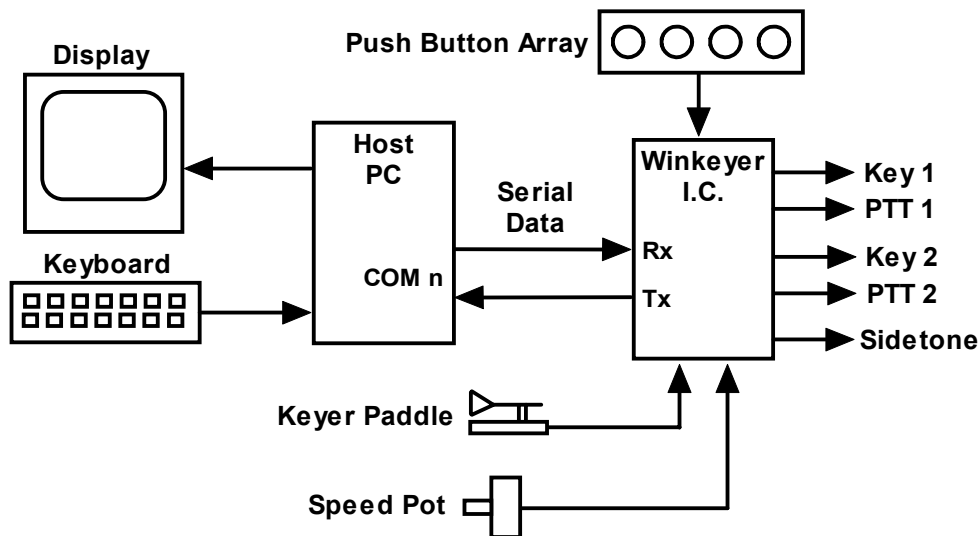 Push Button Array
Display
Host
PC
Winkeyer
I.C.
Key 1
PTT 1
Serial
Data
Rx
Key 2
Keyboard
COM n
Tx
PTT 2
Sidetone
Keyer Paddle
Speed Pot